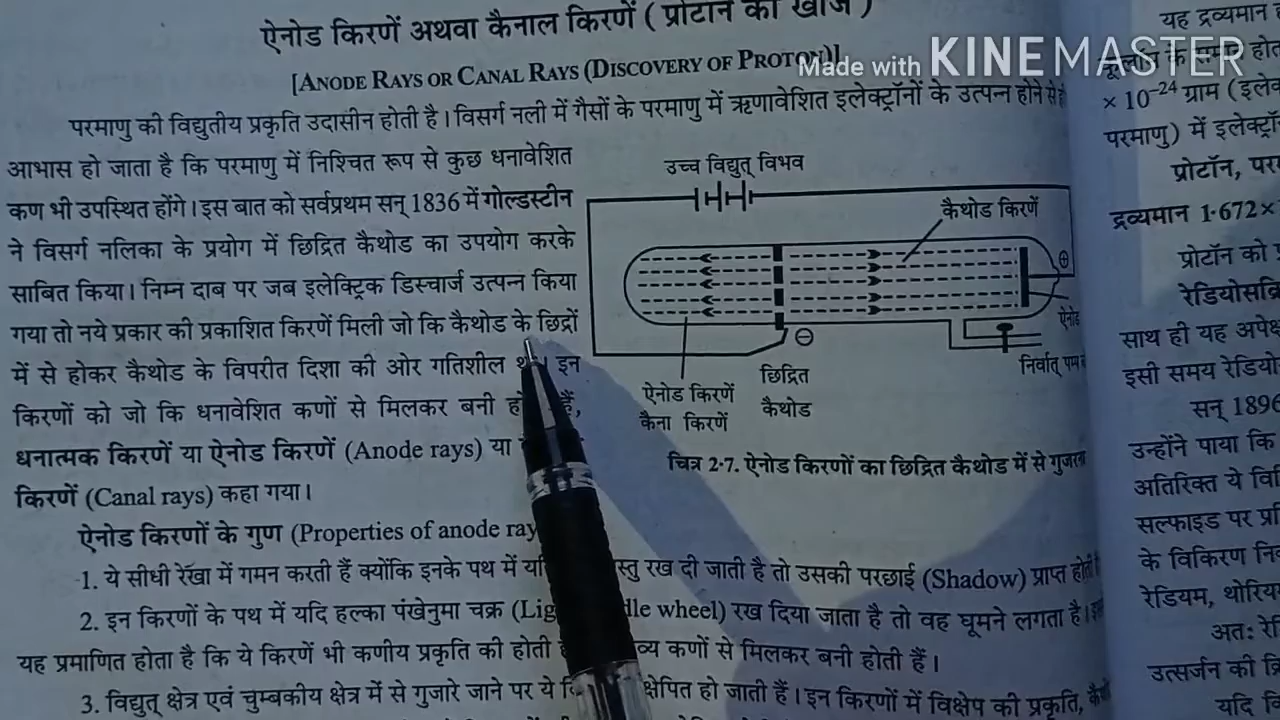 ऐनोड किरणें अथवा कैनाल किरणें ( प्रोटॉन की खोज )
[ANODE RAYS OR CANAL RAYS (DISCOVERY OF PROTON)]
Made with KINEMASTER
परमाणु की विद्युतीय प्रकृति उदासीन होती है। विसर्ग नली में गैसों के परमाणु में ऋणावेशित इलेक्ट्रॉनों के उत्पन्न होने से
आभास हो जाता है कि परमाणु में निश्चित रूप से कुछ धनावेशित
कण भी उपस्थित होंगे। इस बात को सर्वप्रथम सन् 1836 में गोल्डस्टीन
ने विसर्ग नलिका के प्रयोग में छिद्रित कैथोड का उपयोग करके
साबित किया। निम्न दाब पर जब इलेक्ट्रिक डिस्चार्ज उत्पन्न किया
गया तो नये प्रकार की प्रकाशित किरणें मिली जो कि कैथोड के छिद्रों
में से होकर कैथोड के विपरीत दिशा की ओर गतिशील इन
किरणों को जो कि धनावेशित कणों से मिलकर बनी हैं,
धनात्मक किरणें या ऐनोड किरणें (Anode rays) या
किरणें (Canal rays) कहा गया।
उच्च विद्युत् विभव
कैथोड किरणें
⊕
ऐनोड
⊖
निर्वात्
ऐनोड किरणें
कैना किरणें
छिद्रित
कैथोड
चित्र 2·7. ऐनोड किरणों का छिद्रित कैथोड में से गुजरना
ऐनोड किरणों के गुण (Properties of anode ray
1. ये सीधी रेखा में गमन करती हैं क्योंकि इनके पथ में रख दी जाती है तो उसकी परछाई (Shadow) प्राप्त होती
2. इन किरणों के पथ में यदि हल्का पंखेनुमा चक्र wheel) रख दिया जाता है तो वह घूमने लगता है।
यह प्रमाणित होता है कि ये किरणें भी कणीय प्रकृति की होती कणों से मिलकर बनी होती हैं।
3. विद्युत् क्षेत्र एवं चुम्बकीय क्षेत्र में से गुजारे जाने पर ये हो जाती हैं। इन किरणों में विक्षेप की प्रकृति,
यह द्रव्यमान
के समान
× 10⁻²⁴ ग्राम
परमाणु) में इलेक्ट्रॉ
प्रोटॉन,
द्रव्यमान 1·672×
प्रोटॉन को
साथ ही यह
इसी समय
सन् 1896
उन्होंने पाया कि
अतिरिक्त ये
सल्फाइड पर
के विकिरण
रेडियम,
अतः
उत्सर्जन की
यदि